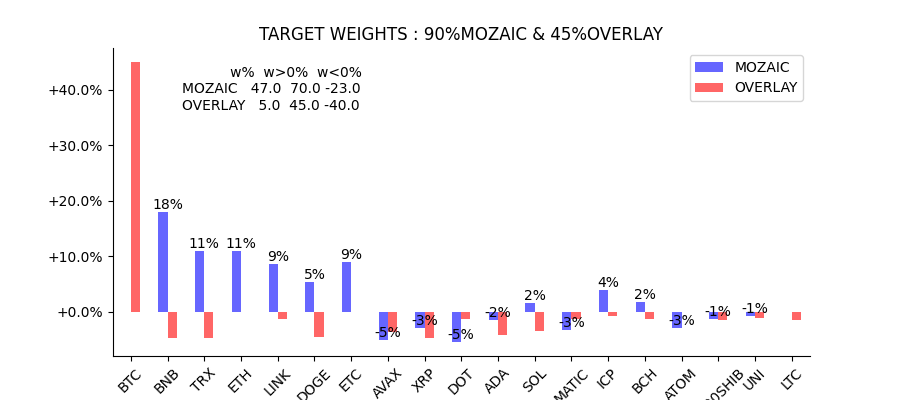 TARGET WEIGHTS : 90%MOZAIC & 45%OVERLAY
w% w>0% w<0%
MOZAIC 47.0 70.0 -23.0
OVERLAY 5.0 45.0 -40.0
MOZAIC
OVERLAY
+40.0%
+30.0%
+20.0%
+10.0%
+0.0%
18%
11%
11%
9%
5%
9%
-5%
-3%
-5%
-2%
2%
-3%
4%
2%
-3%
-1%
-1%
BTC
BNB
TRX
ETH
LINK
DOGE
ETC
AVAX
XRP
DOT
ADA
SOL
MATIC
ICP
BCH
ATOM
UNI
LTC